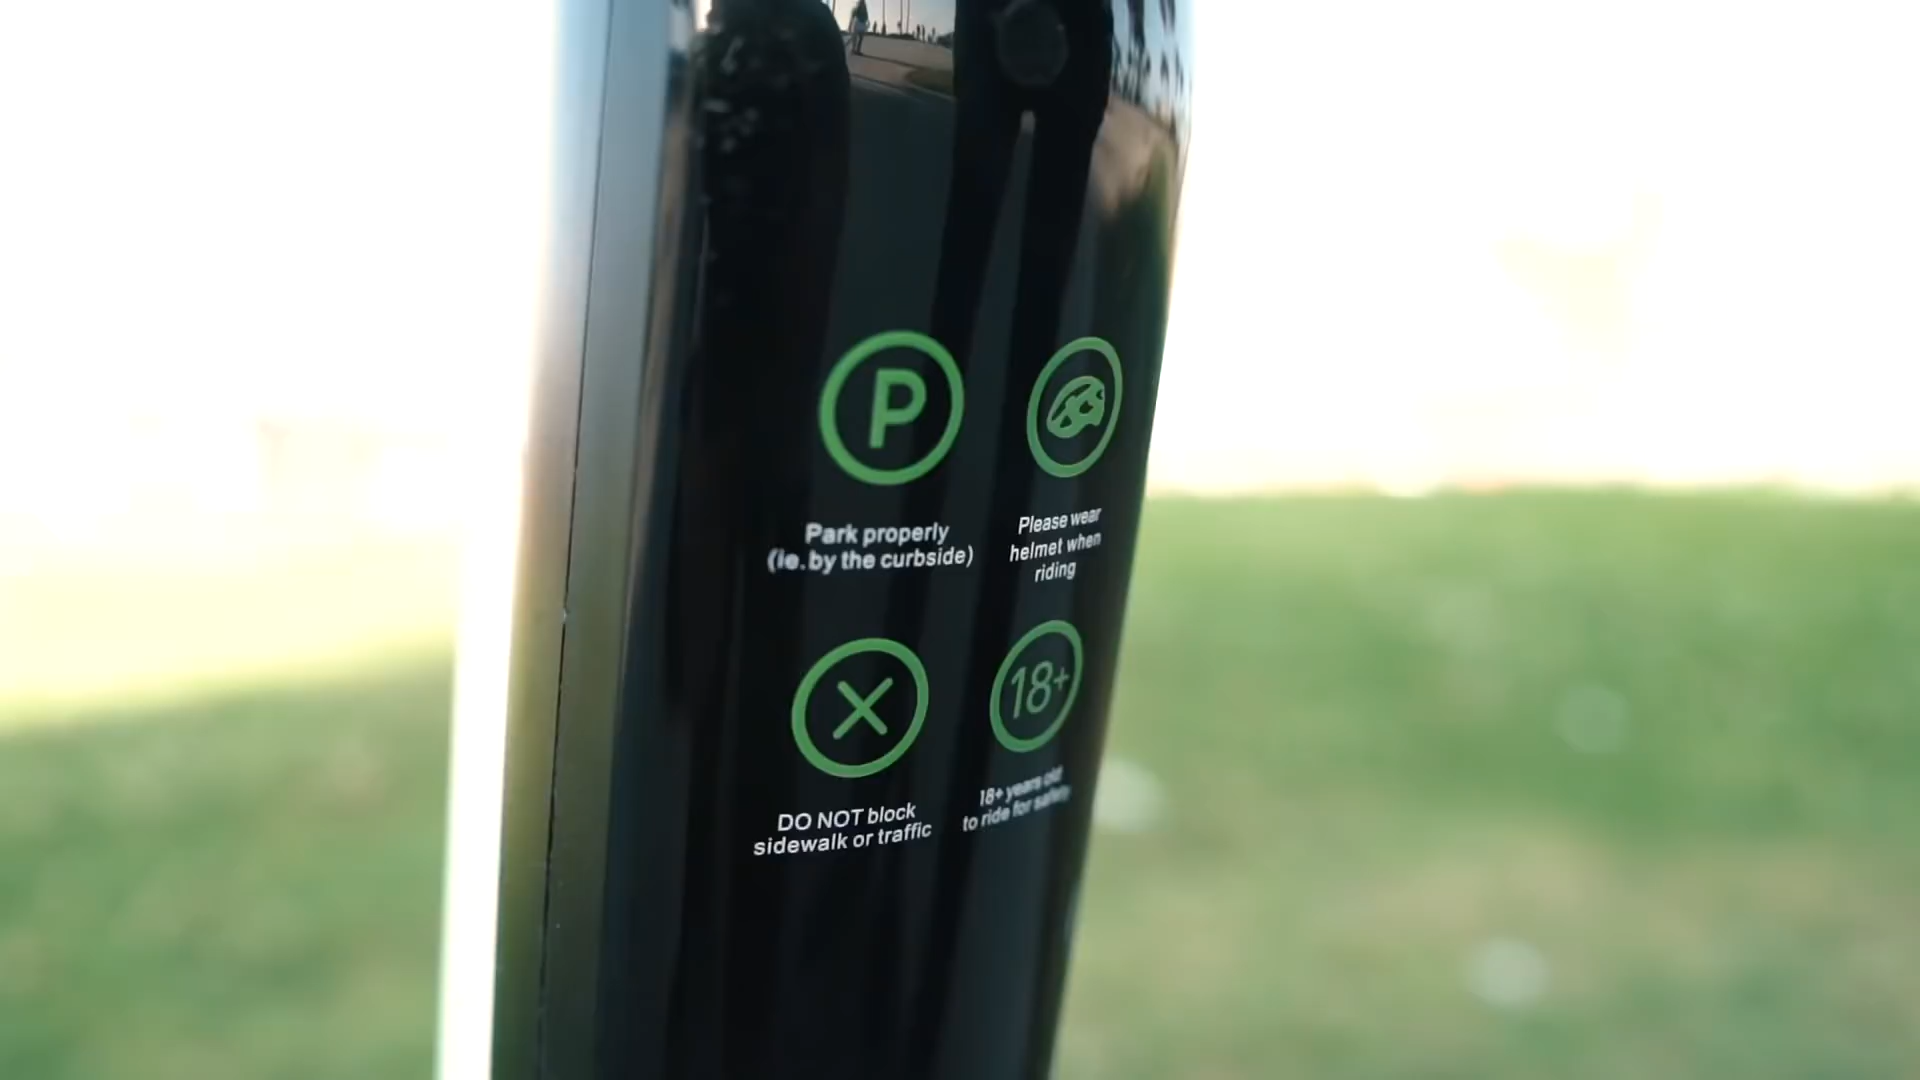 P
Park properly
(ie. by the curbside)
Please wear
helmet when
riding
X
DO NOT block
sidewalk or traffic
18+
18+ years old
to ride for safety